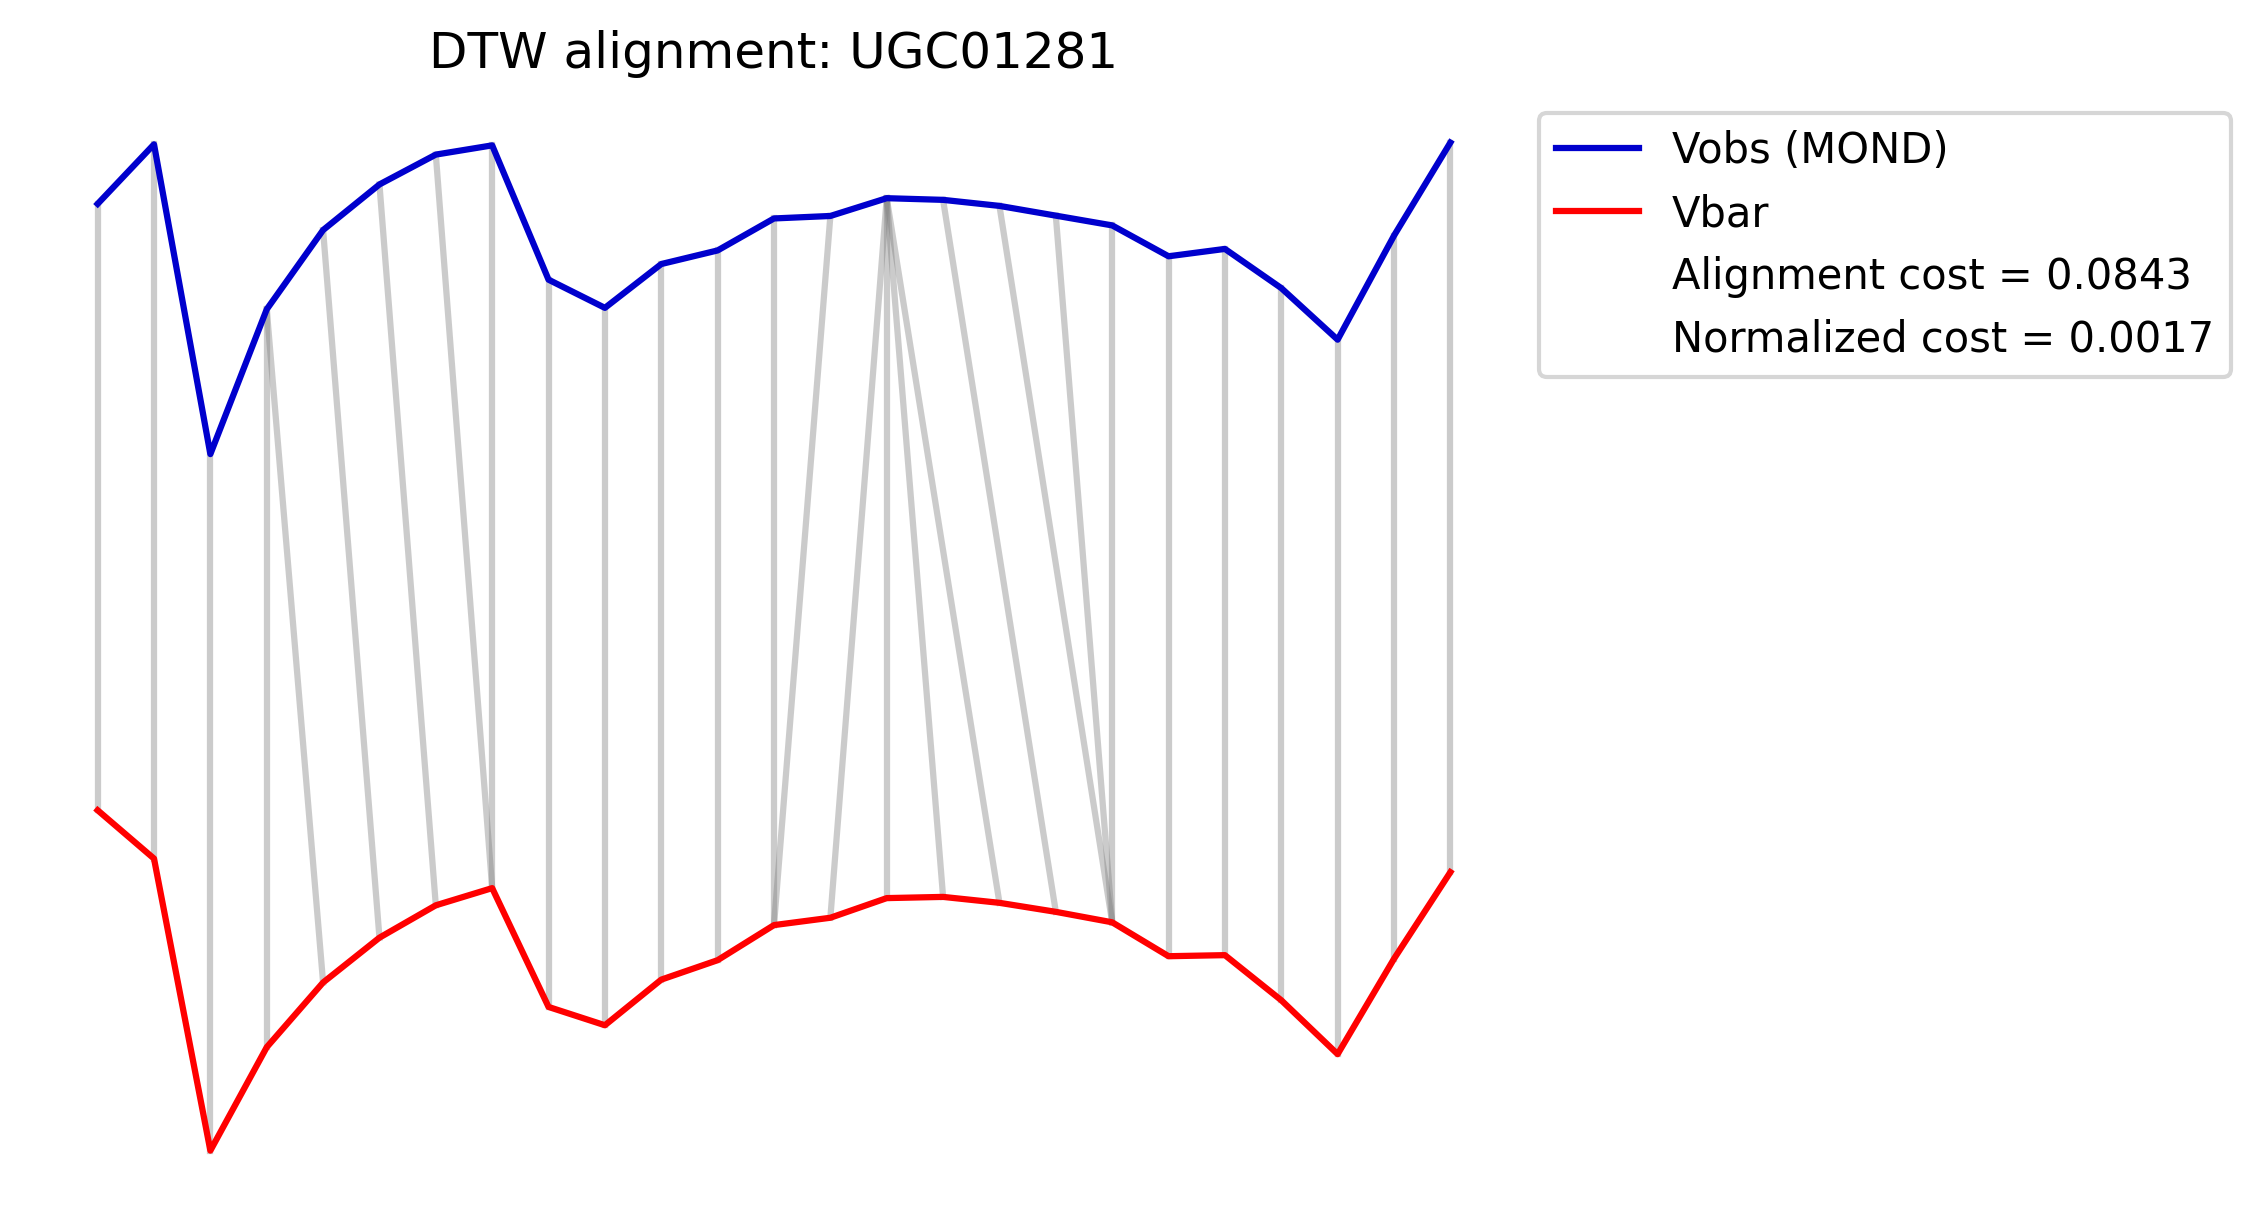 DTW alignment: UGC01281
Vobs (MOND)
Vbar
Alignment cost = 0.0843
Normalized cost = 0.0017